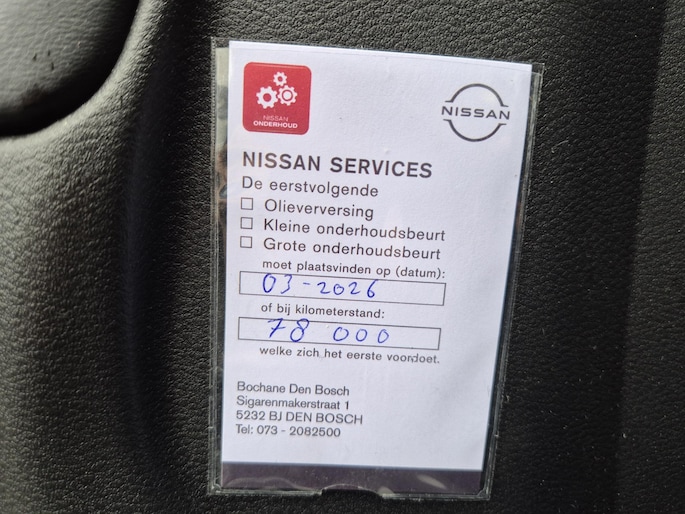 NISSAN
ONDERHOUD
NISSAN
NISSAN SERVICES
De eerstvolgende
☐ Olieverversing
☐ Kleine onderhoudsbeurt
☐ Grote onderhoudsbeurt
moet plaatsvinden op (datum):
03-2026
of bij kilometerstand:
78 000
welke zich het eerste voordoet.
Bochane Den Bosch
Sigarenmakerstraat 1
5232 BJ DEN BOSCH
Tel: 073 - 2082500